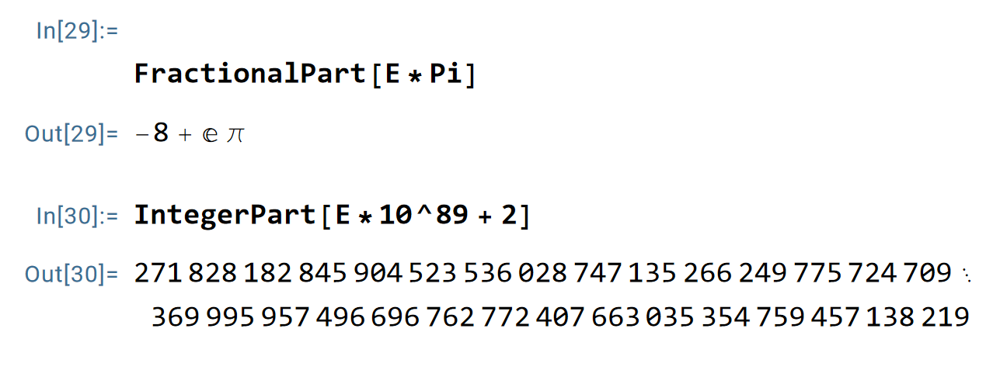 In[29]:=
FractionalPart[E * Pi]
Out[29]= -8 + ⅇ π
In[30]:= IntegerPart[E * 10^89 + 2]
Out[30]= 271 828 182 845 904 523 536 028 747 135 266 249 775 724 709 ⋱
369 995 957 496 696 762 772 407 663 035 354 759 457 138 219